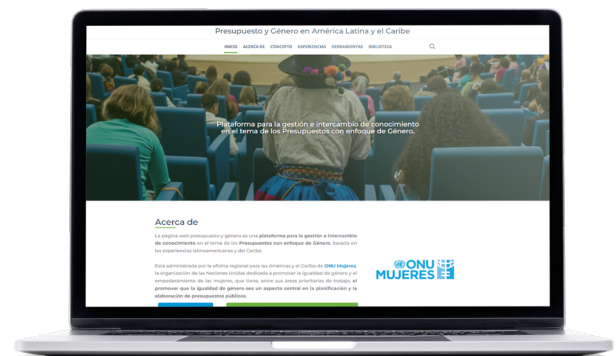 Presupuesto y Género en América Latina y el Caribe
INICIO ACERCA DE CONCEPTO EXPERIENCIAS HERRAMIENTAS BIBLIOTECA
Plataforma para la gestión e intercambio de conocimiento
en el tema de los Presupuestos con enfoque de Género.
Acerca de
La página web presupuesto y género es una plataforma para la gestión e intercambio
de conocimiento en el tema de los Presupuestos con enfoque de Género, basada en
las experiencias latinoamericanas y del Caribe.
Está administrada por la oficina regional para las Américas y el Caribe de ONU Mujeres,
la organización de las Naciones Unidas dedicada a promover la igualdad de género y el
empoderamiento de las mujeres, que tiene, entre sus área prioritarias de trabajo, el
promover que la igualdad de género sea un aspecto central en la planificación y la
elaboración de presupuestos públicos.
ONU
MUJERES